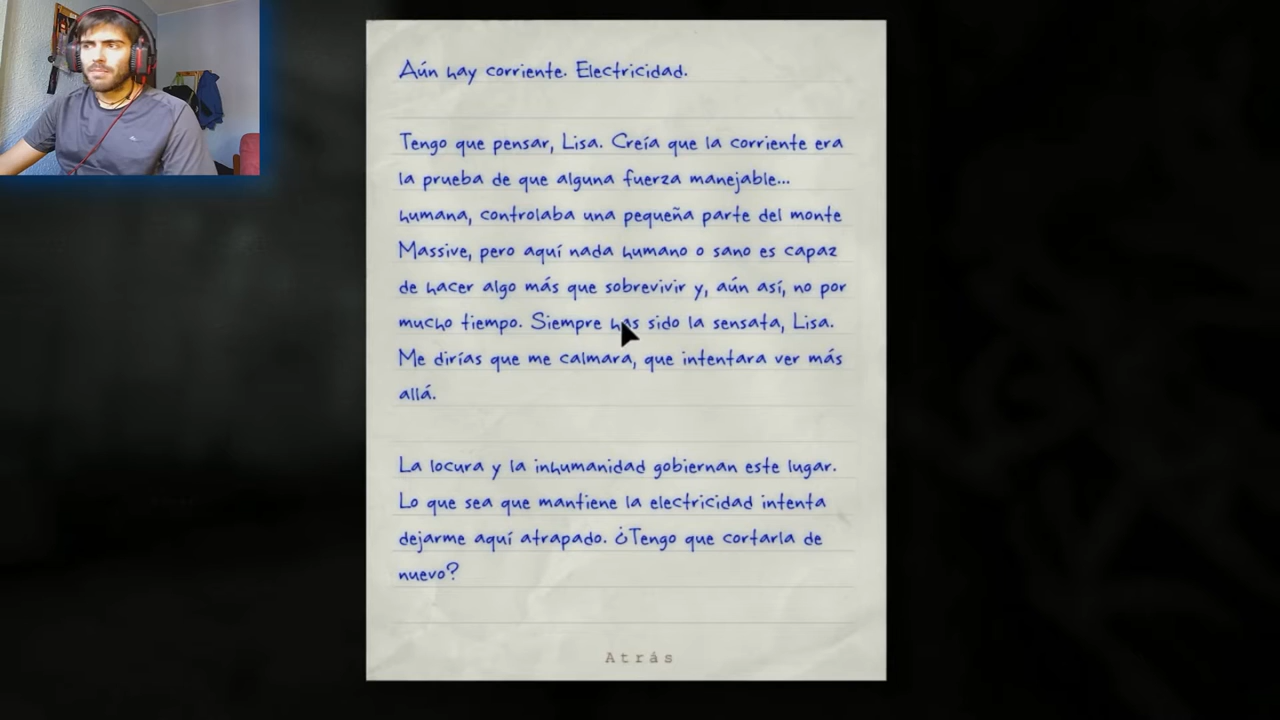 Aún hay corriente. Electricidad.
Tengo que pensar, Lisa. Creía que la corriente era
la prueba de que alguna fuerza manejable...
humana, controlaba una pequeña parte del monte
Massive, pero aquí nada humano o sano es capaz
de hacer algo más que sobrevivir y, aún así, no por
mucho tiempo. Siempre has sido la sensata, Lisa.
Me dirías que me calmara, que intentara ver más
allá.
La locura y la inhumanidad gobiernan este lugar.
Lo que sea que mantiene la electricidad intenta
dejarme aquí atrapado. ¿Tengo que cortarla de
nuevo?
Atrás